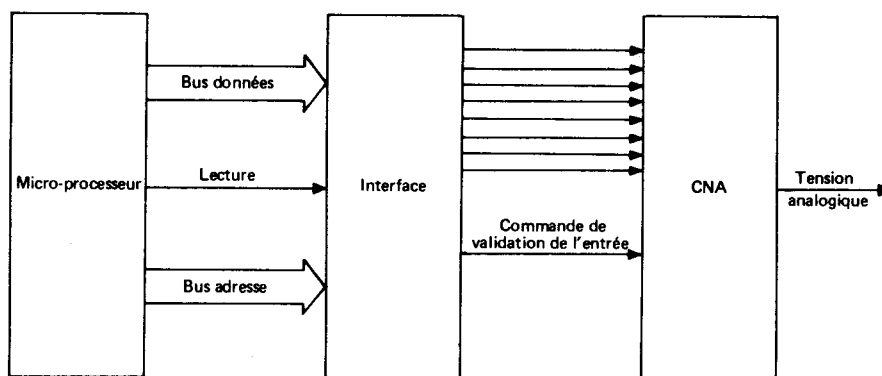 Bus données
Micro-processeur
Lecture
Bus adresse
Interface
Commande de
validation de l'entrée
CNA
Tension
analogique